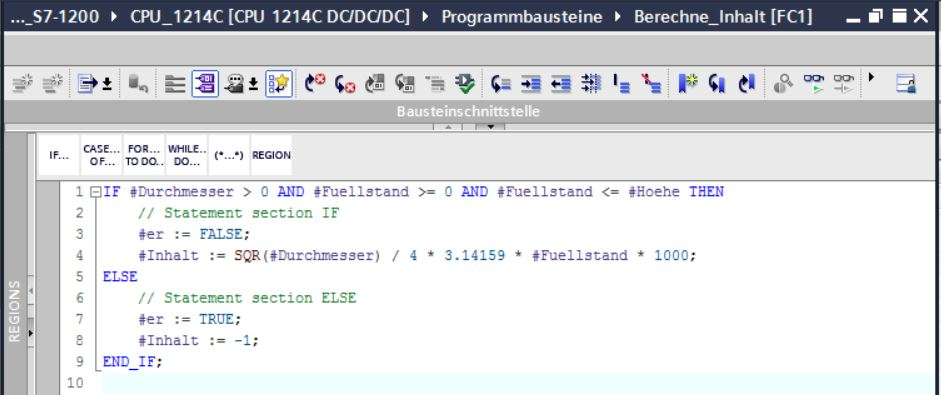 ..._S7-1200 › CPU_1214C [CPU 1214C DC/DC/DC] › Programmbausteine › Berechne_Inhalt [FC1]
Bausteinschnittstelle
IF... CASE... OF... FOR... TO DO.. WHILE.. DO... (*...*) REGION
REGIONS
1 IF #Durchmesser > 0 AND #Fuellstand >= 0 AND #Fuellstand <= #Hoehe THEN
2 // Statement section IF
3 #er := FALSE;
4 #Inhalt := SQR(#Durchmesser) / 4 * 3.14159 * #Fuellstand * 1000;
5 ELSE
6 // Statement section ELSE
7 #er := TRUE;
8 #Inhalt := -1;
9 END_IF;
10